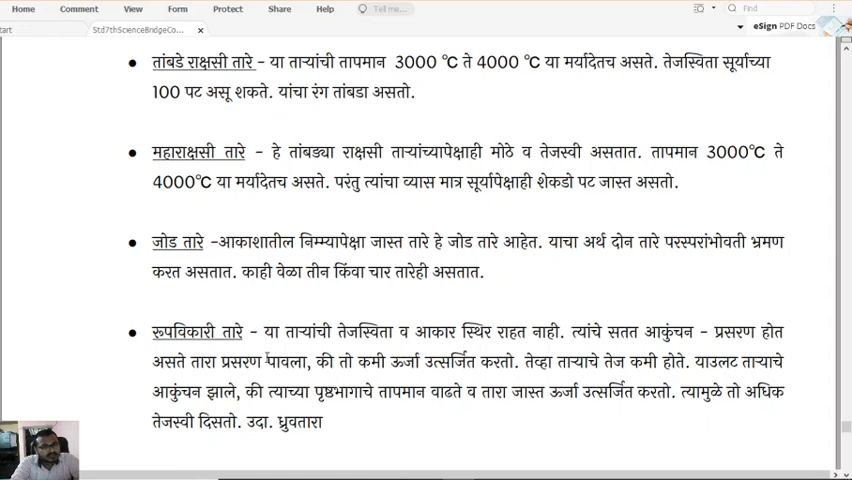 Home Comment View Form Protect Share Help Tell me... Find
tart Std7thScienceBridgeCo... eSign PDF Docs
• तांबडे राक्षसी तारे - या ताऱ्यांची तापमान 3000 ℃ ते 4000 ℃ या मर्यादेतच असते. तेजस्विता सूर्याच्या
100 पट असू शकते. यांचा रंग तांबडा असतो.
• महाराक्षसी तारे - हे तांबड्या राक्षसी ताऱ्यांच्यापेक्षाही मोठे व तेजस्वी असतात. तापमान 3000℃ ते
4000℃ या मर्यादेतच असते. परंतु त्यांचा व्यास मात्र सूर्यापेक्षाही शेकडो पट जास्त असतो.
• जोड तारे -आकाशातील निम्म्यापेक्षा जास्त तारे हे जोड तारे आहेत. याचा अर्थ दोन तारे परस्परांभोवती भ्रमण
करत असतात. काही वेळा तीन किंवा चार तारेही असतात.
• रूपविकारी तारे - या ताऱ्यांची तेजस्विता व आकार स्थिर राहत नाही. त्यांचे सतत आकुंचन - प्रसरण होत
असते तारा प्रसरण पावला, की तो कमी ऊर्जा उत्सर्जित करतो. तेव्हा ताऱ्याचे तेज कमी होते. याउलट ताऱ्याचे
आकुंचन झाले, की त्याच्या पृष्ठभागाचे तापमान वाढते व तारा जास्त ऊर्जा उत्सर्जित करतो. त्यामुळे तो अधिक
तेजस्वी दिसतो. उदा. ध्रुवतारा